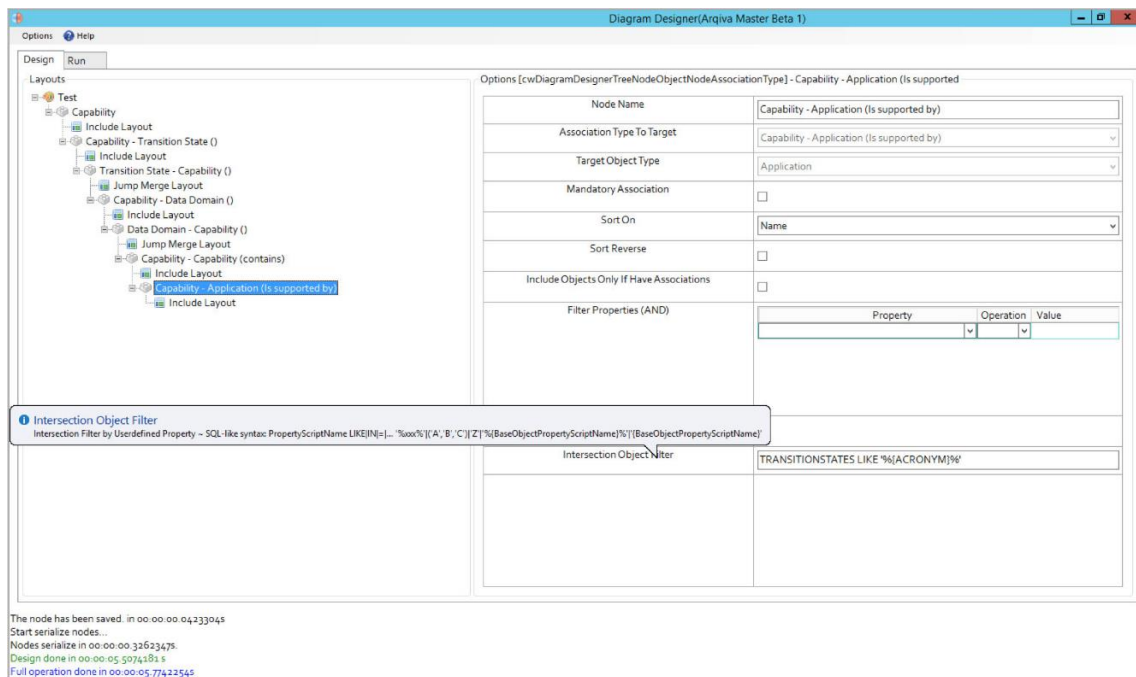 Diagram Designer(Arqiva Master Beta 1)
Options Help
Design Run
Layouts
Test
Capability
Include Layout
Capability - Transition State ()
Include Layout
Transition State - Capability ()
Jump Merge Layout
Capability - Data Domain ()
Include Layout
Data Domain - Capability ()
Jump Merge Layout
Capability - Capability (contains)
Include Layout
Capability - Application (Is supported by)
Include Layout
Options [cwDiagramDesignerTreeNodeObjectNodeAssociationType] - Capability - Application (Is supported
Node Name Capability - Application (Is supported by)
Association Type To Target Capability - Application (Is supported by)
Target Object Type Application
Mandatory Association
Sort On Name
Sort Reverse
Include Objects Only If Have Associations
Filter Properties (AND) Property Operation Value
Intersection Object Filter
Intersection Filter by Userdefined Property ~ SQL-like syntax: PropertyScriptName LIKE|IN|=|... '%xxx%'|('A','B','C')|'Z'|'%{BaseObjectPropertyScriptName}%'|'{BaseObjectPropertyScriptName}'
Intersection Object Filter TRANSITIONSTATES LIKE '%{ACRONYM}%'
The node has been saved. in 00:00:00.0423304s
Start serialize nodes...
Nodes serialize in 00:00:00.3262347s.
Design done in 00:00:05.5074181 s
Full operation done in 00:00:05.7742254s